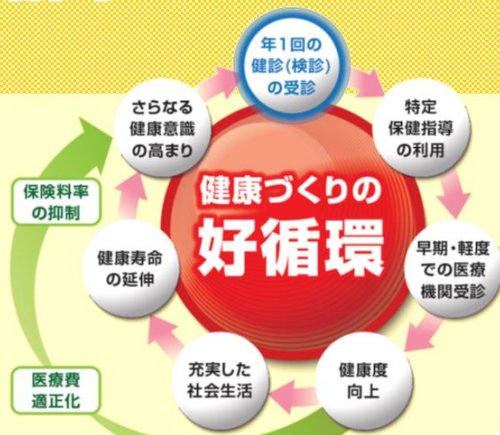 年1回の
健診(検診)
の受診
特定
保健指導
の利用
早期・軽度
での医療
機関受診
健康度
向上
充実した
社会生活
健康寿命
の延伸
さらなる
健康意識
の高まり
健康づくりの
好循環
保険料率
の抑制
医療費
適正化